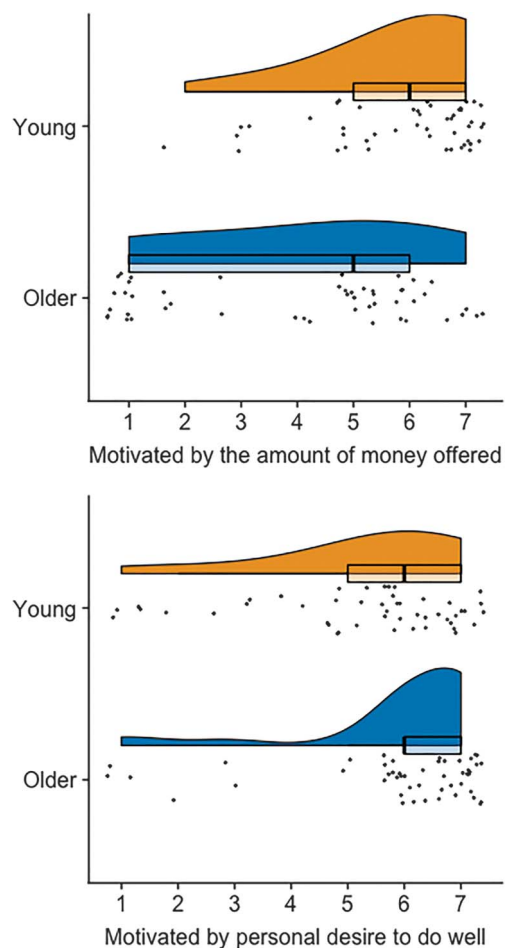 Young
Older
1 2 3 4 5 6 7
Motivated by the amount of money offered
Young
Older
1 2 3 4 5 6 7
Motivated by personal desire to do well